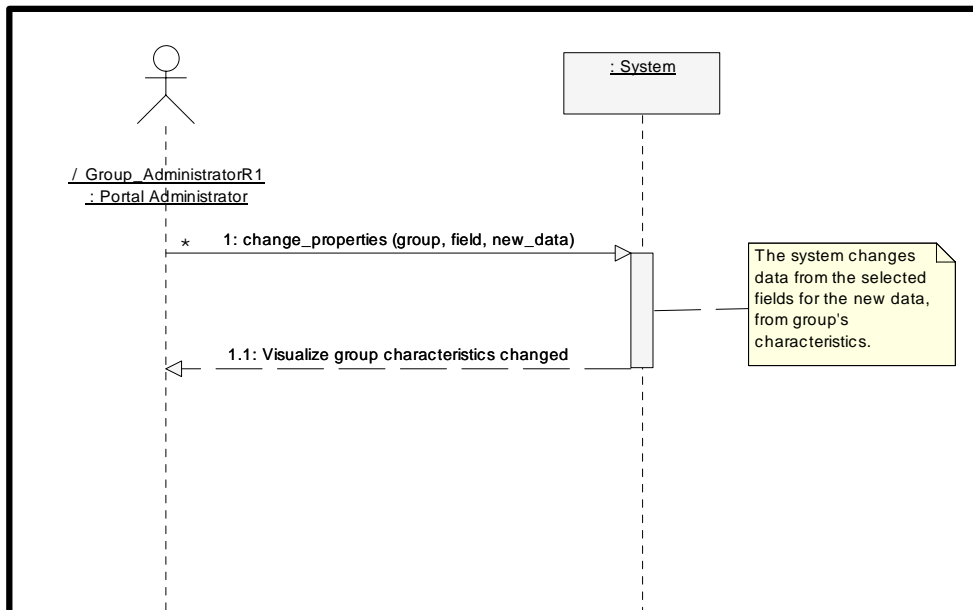 : System
/ Group_AdministratorR1
: Portal Administrator
* 1: change_properties (group, field, new_data)
The system changes
data from the selected
fields for the new data,
from group's
characteristics.
1.1: Visualize group characteristics changed